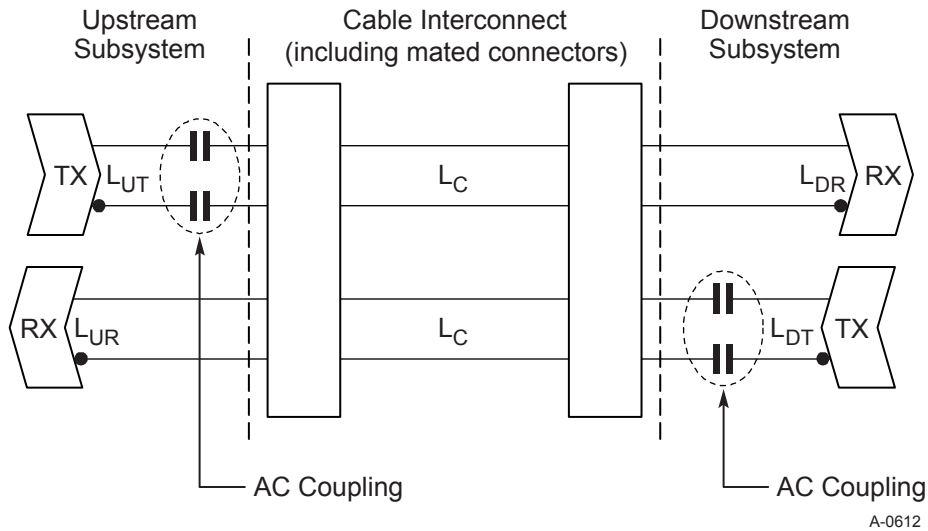 Upstream
Subsystem
Cable Interconnect
(including mated connectors)
Downstream
Subsystem
TX
LUT
LC
LDR
RX
RX
LUR
LC
LDT
TX
AC Coupling
AC Coupling
A-0612